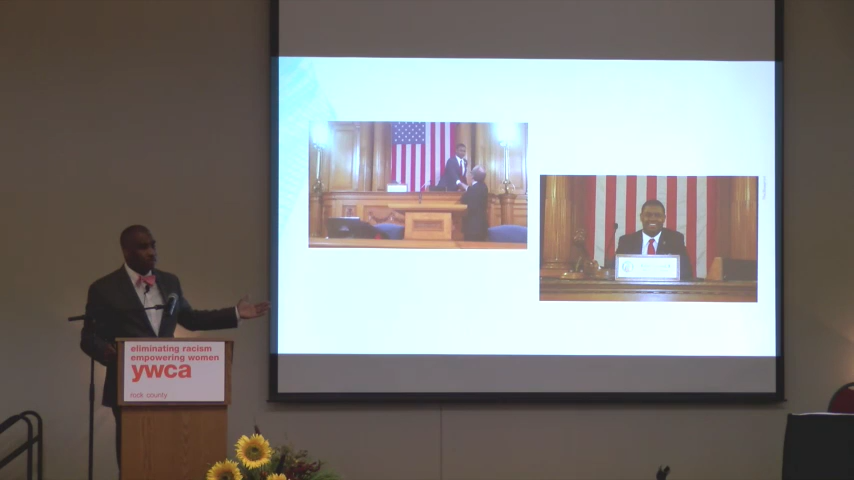 eliminating racism
empowering women
ywca
rock county